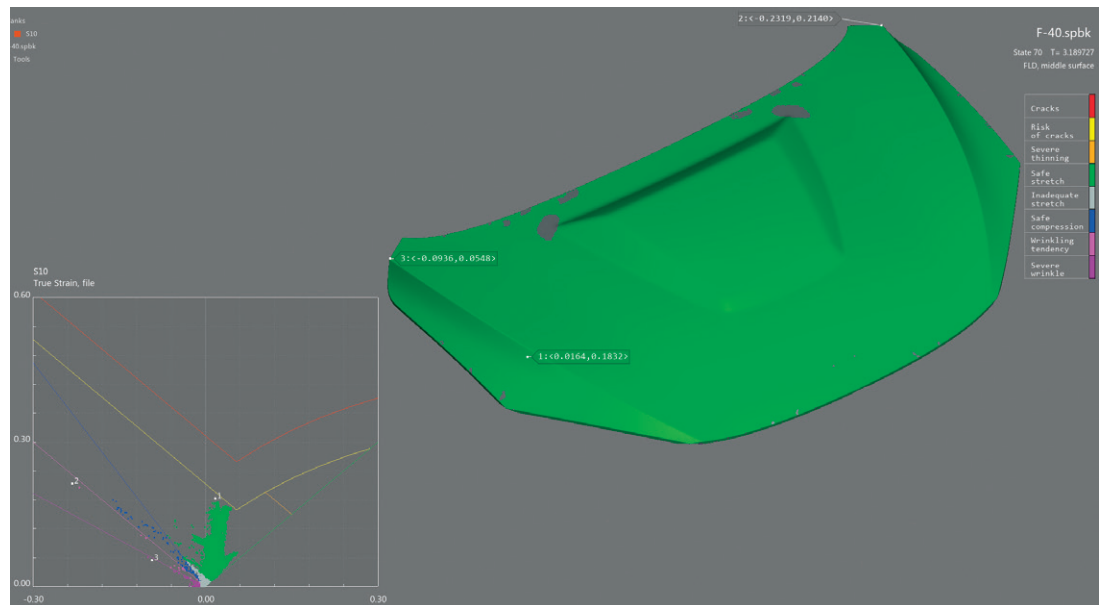 anks
S10
40.spbk
Tools
2:<-0.2319,0.2140>
F-40.spbk
State 70 T= 3.189727
FLD, middle surface
Cracks
Risk
of cracks
Severe
thinning
Safe
stretch
Inadequate
stretch
Safe
compression
Wrinkling
tendency
Severe
wrinkle
3:<-0.0936,0.0548>
1:<0.0164,0.1832>
S10
True Strain, file
0.60
0.30
0.00
-0.30
0.00
0.30
1
2
3